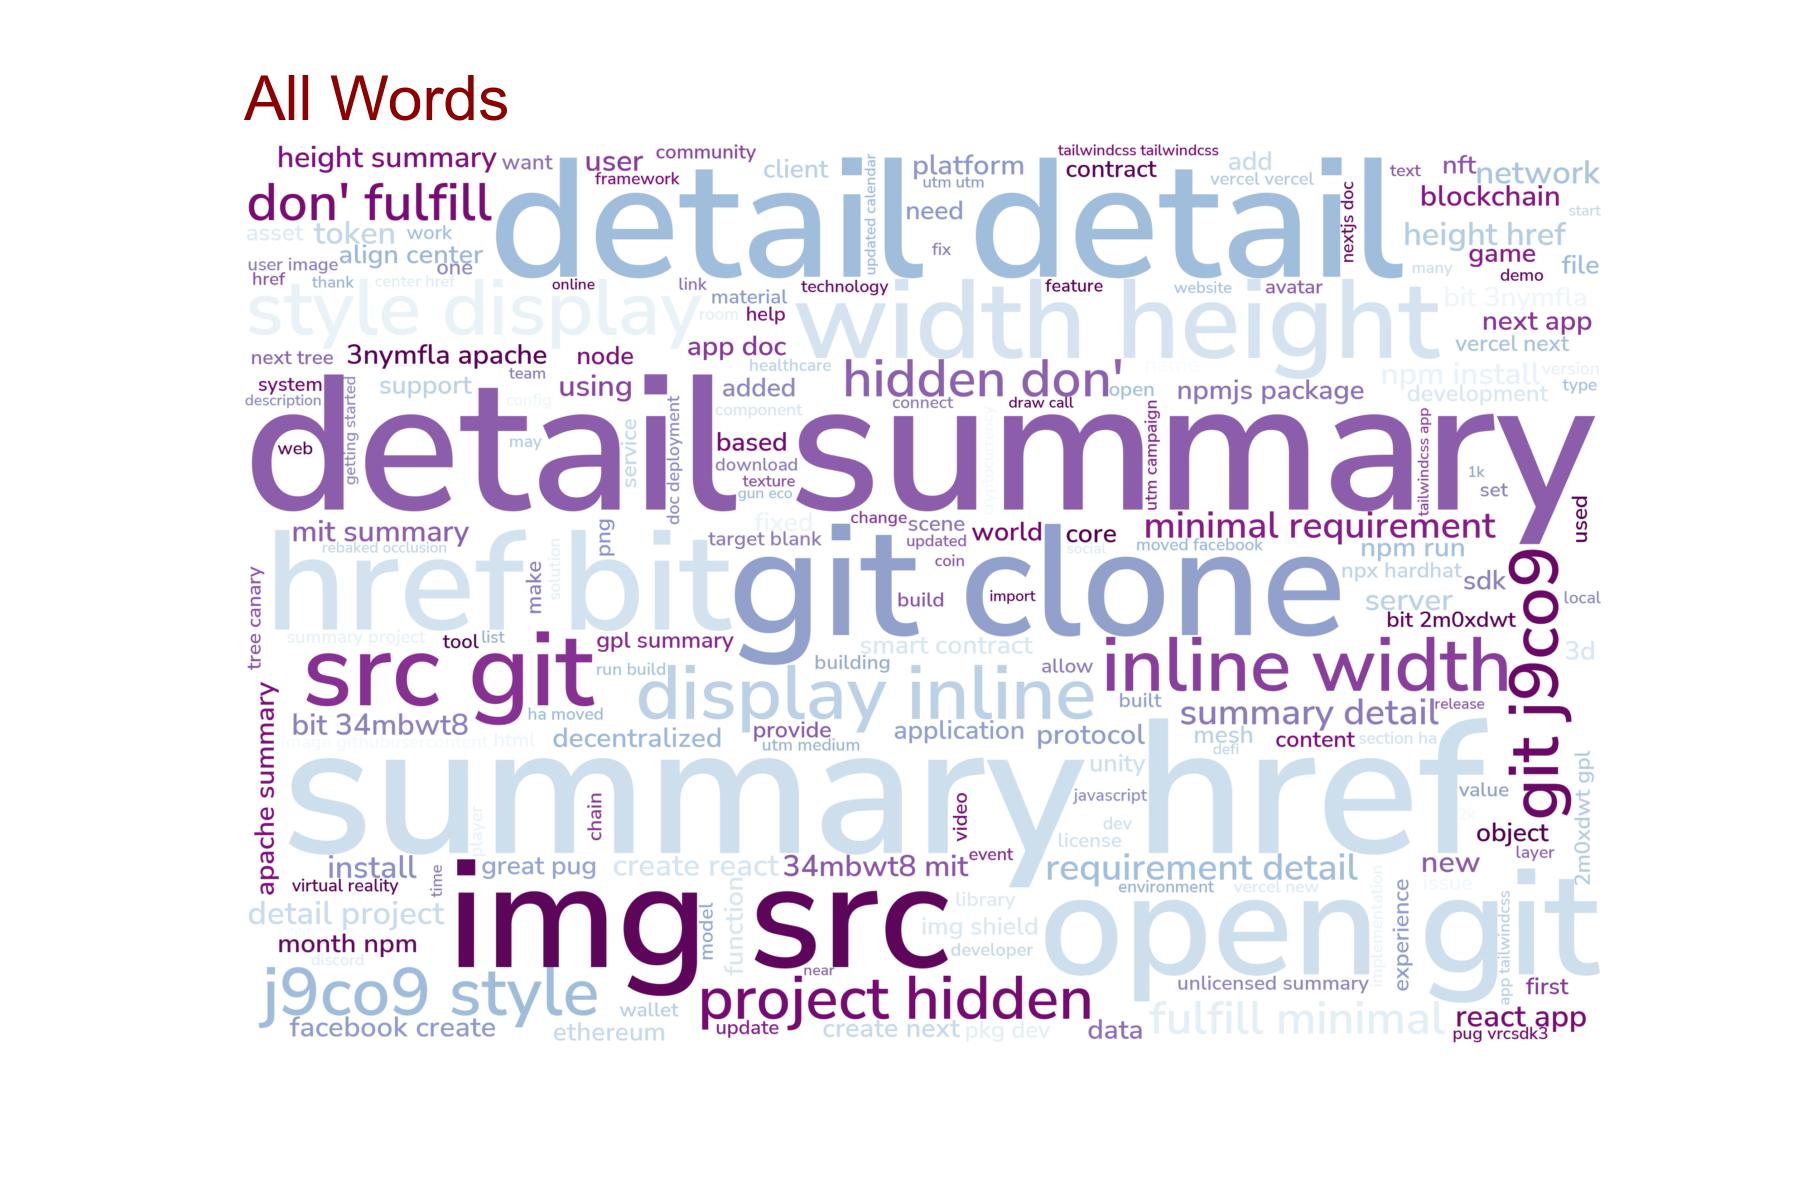 All Words
height summary
want
user
community
tailwindcss tailwindcss
client
platform
contract
add
text
nft
network
framework
utm utm
vercel vercel
don' fulfill
detail detail
updated calendar
need
nextjs doc
blockchain
start
asset
token
work
height href
fix
align center
one
user image
game
file
href
thank
center href
online
link
technology
feature
website
avatar
many
demo
style display
material
room
help
width height
bit 3nymfla
next app
next tree
3nymfla apache
node
app doc
vercel next
healthcare
name
team
system
support
using
added
hidden don'
open
npmjs package
npm install
version
type
description
getting started
config
component
connect
draw call
development
detail summary
web
may
service
doc deployment
based
download
texture
gun eco
cryptocurrency
utm campaign
tailwindcss app
1k
set
used
mit summary
png
fixed
change
scene
world
core
minimal requirement
rebaked occlusion
target blank
updated
social
moved facebook
npm run
href bit
solution
make
git clone
coin
build
import
npx hardhat
sdk
server
local
bit 2m0xdwt
git j9co9
tree canary
summary project
tool
list
gpl summary
smart contract
3d
src git
run build
building
allow
inline width
display inline
built
release
apache summary
bit 34mbwt8
ha moved
summary detail
image githubusercontent
html
decentralized
provide
application
protocol
mesh
content
section ha
utm medium
defi
summary href
unity
javascript
value
2k
2m0xdwt gpl
player
chain
video
dev
license
object
layer
install
great pug
create react
34mbwt8 mit
event
requirement detail
new
virtual reality
time
environment
vercel new
issue
img src
model
function
library
open git
implementation
experience
app tailwindcss
detail project
img shield
month npm
discord
developer
near
unlicensed summary
first
j9co9 style
project hidden
wallet
facebook create
ethereum
update
create next
pkg dev
data
fulfill minimal
react app
pug vrcsdk3